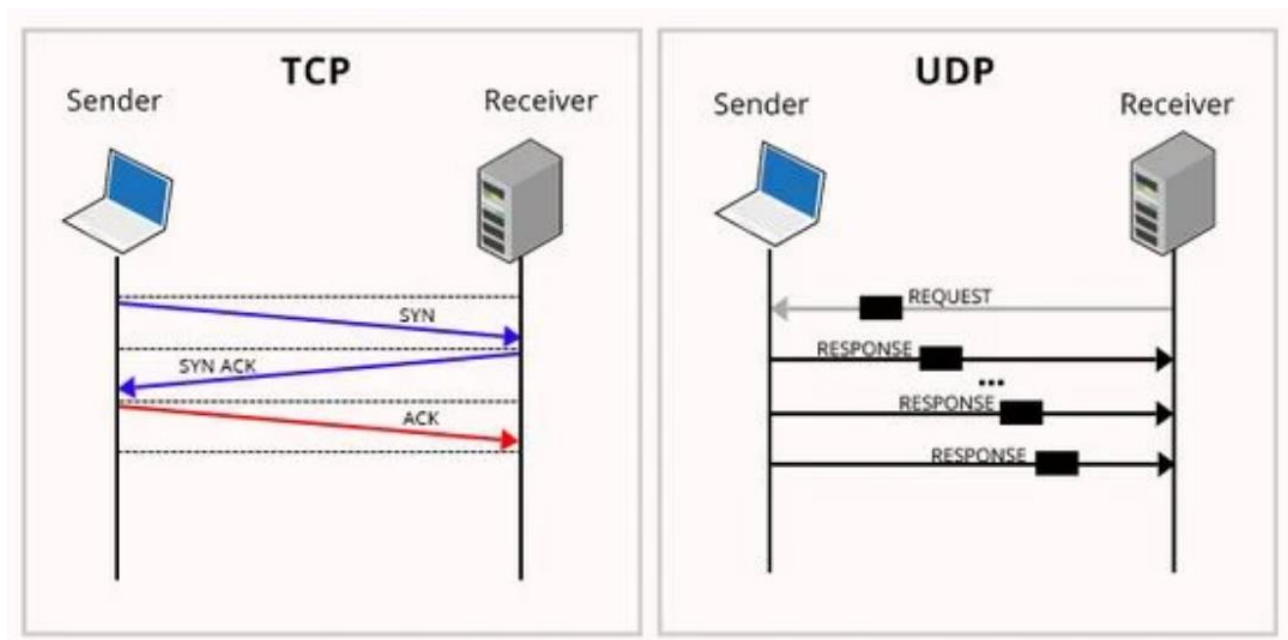 TCP
Sender
Receiver
SYN
SYN ACK
ACK
UDP
Sender
Receiver
REQUEST
RESPONSE
...
RESPONSE
RESPONSE